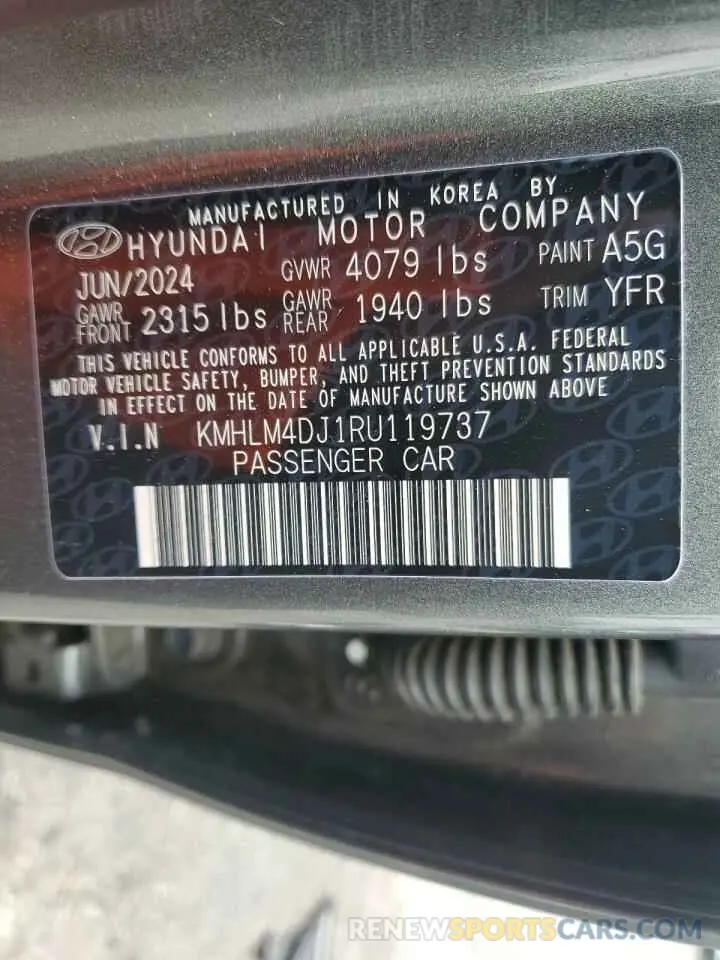 MANUFACTURED IN KOREA BY
HYUNDAI MOTOR COMPANY
JUN/2024 GVWR 4079 lbs PAINT A5G
GAWR FRONT 2315 lbs GAWR REAR 1940 lbs TRIM YFR
THIS VEHICLE CONFORMS TO ALL APPLICABLE U.S.A. FEDERAL
MOTOR VEHICLE SAFETY, BUMPER, AND THEFT PREVENTION STANDARDS
IN EFFECT ON THE DATE OF MANUFACTURE SHOWN ABOVE
V.I.N KMHLM4DJ1RU119737
PASSENGER CAR
RENEWSPORTSCARS.COM